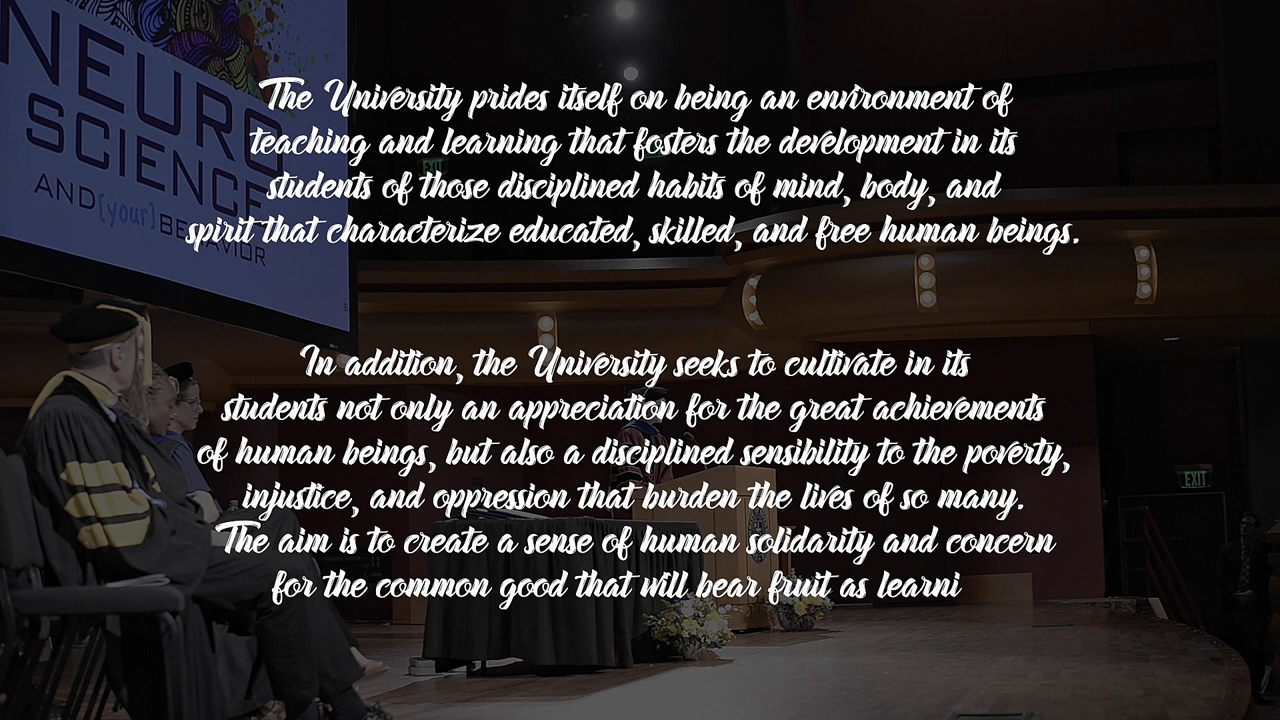 NEURO
SCIENCE
AND [your] BEHAVIOR
The University prides itself on being an environment of
teaching and learning that fosters the development in its
students of those disciplined habits of mind, body, and
spirit that characterize educated, skilled, and free human beings.
In addition, the University seeks to cultivate in its
students not only an appreciation for the great achievements
of human beings, but also a disciplined sensibility to the poverty,
injustice, and oppression that burden the lives of so many.
The aim is to create a sense of human solidarity and concern
for the common good that will bear fruit as learni
EXIT
EXIT